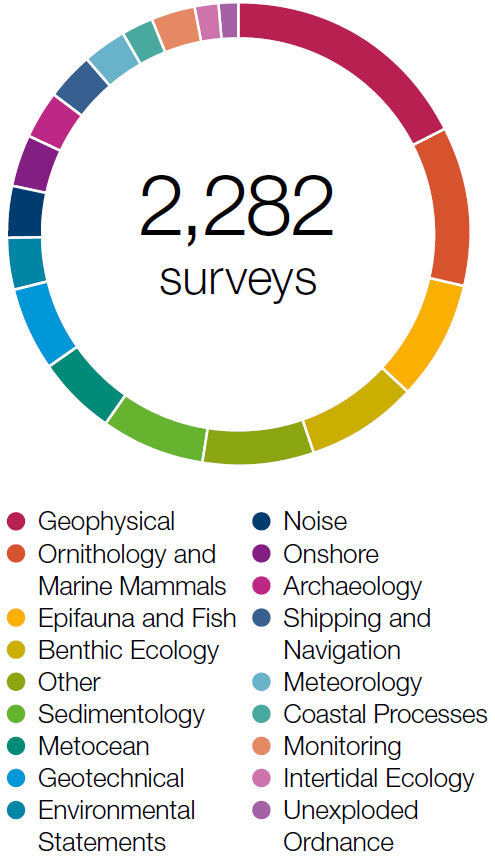 2,282
surveys
Geophysical
Ornithology and
Marine Mammals
Epifauna and Fish
Benthic Ecology
Other
Sedimentology
Metocean
Geotechnical
Environmental
Statements
Noise
Onshore
Archaeology
Shipping and
Navigation
Meteorology
Coastal Processes
Monitoring
Intertidal Ecology
Unexploded
Ordnance